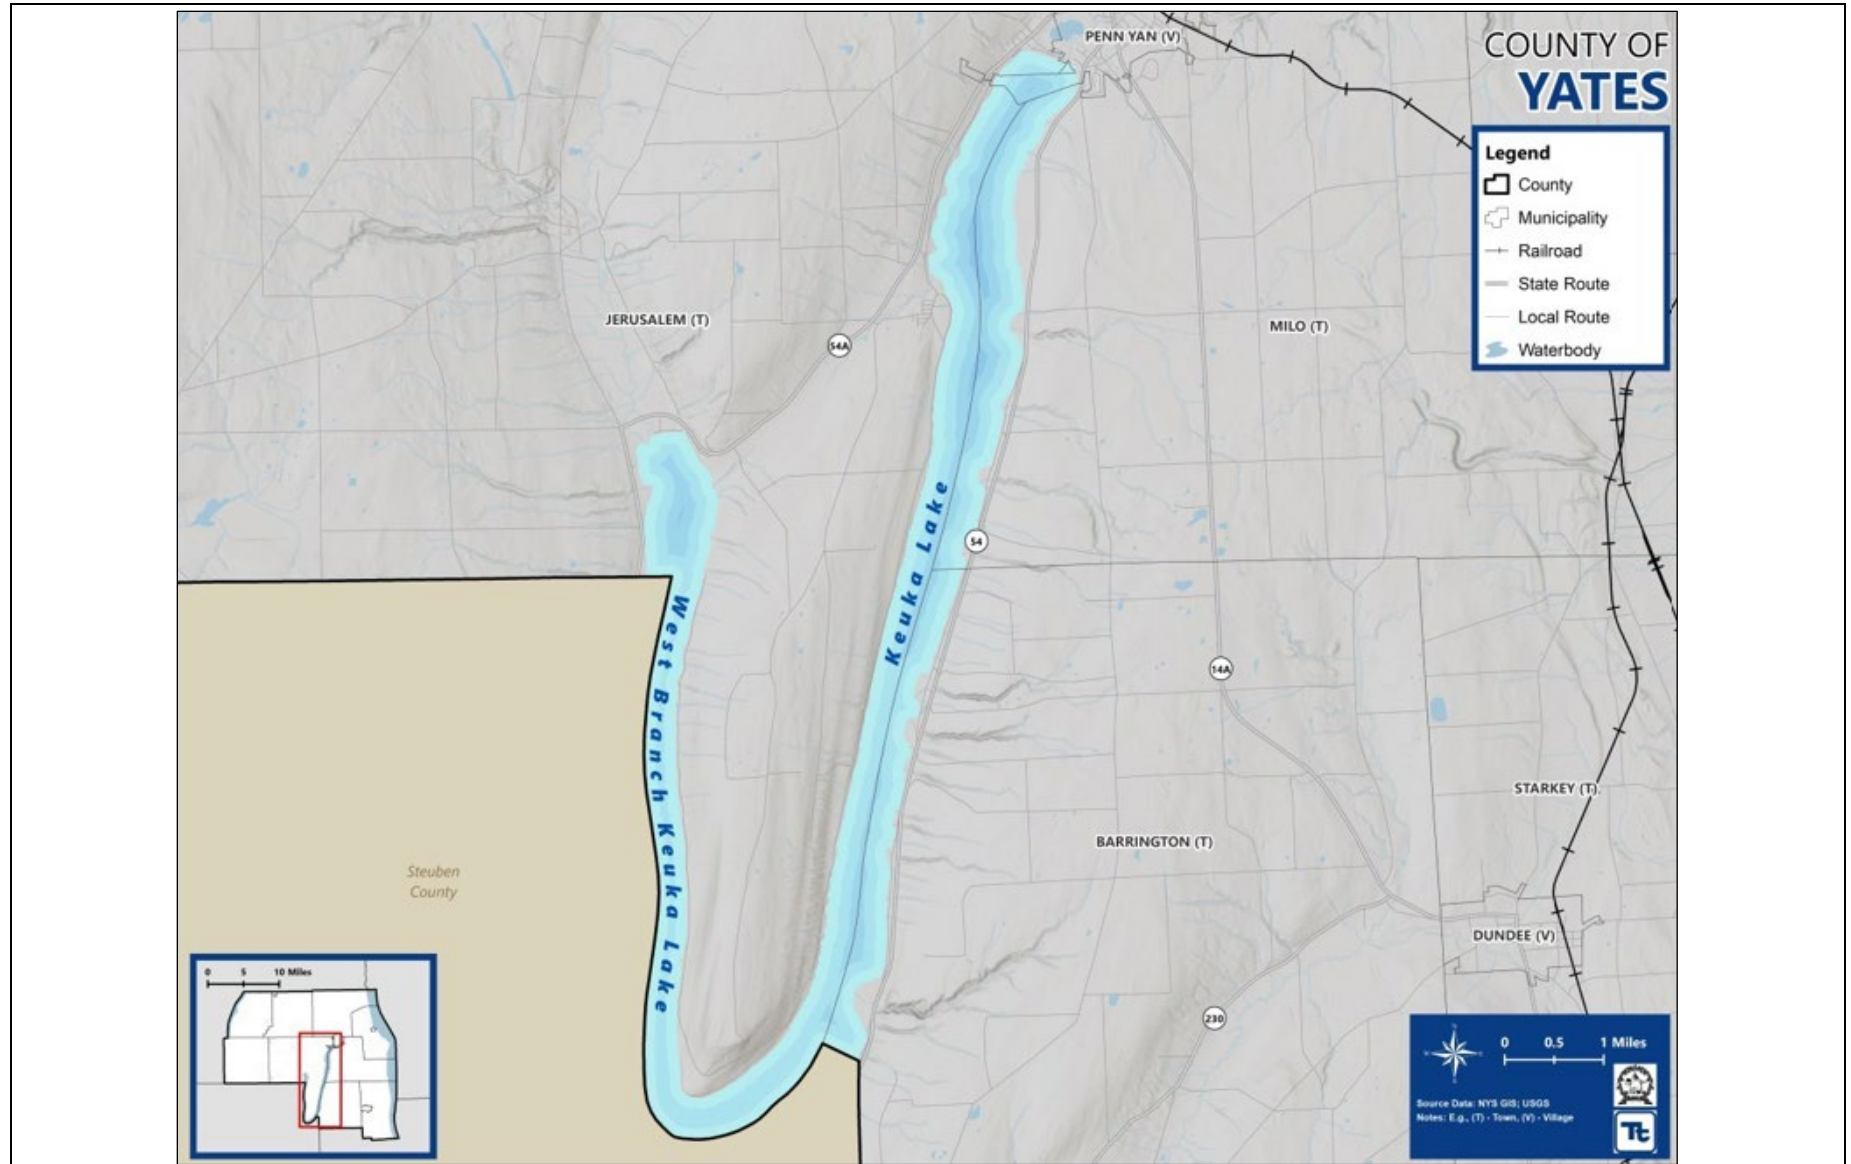 PENN YAN (V)
COUNTY OF
YATES
Legend
County
Municipality
Railroad
State Route
Local Route
Waterbody
JERUSALEM (T)
54A
MILO (T)
Keuka Lake
54
West Branch Keuka Lake
14A
STARKEY (T)
BARRINGTON (T)
Steuben
County
DUNDEE (V)
230
0 5 10 Miles
0 0.5 1 Miles
Source Data: NYS GIS; USGS
Notes: E.g., (T) - Town, (V) - Village
Tt